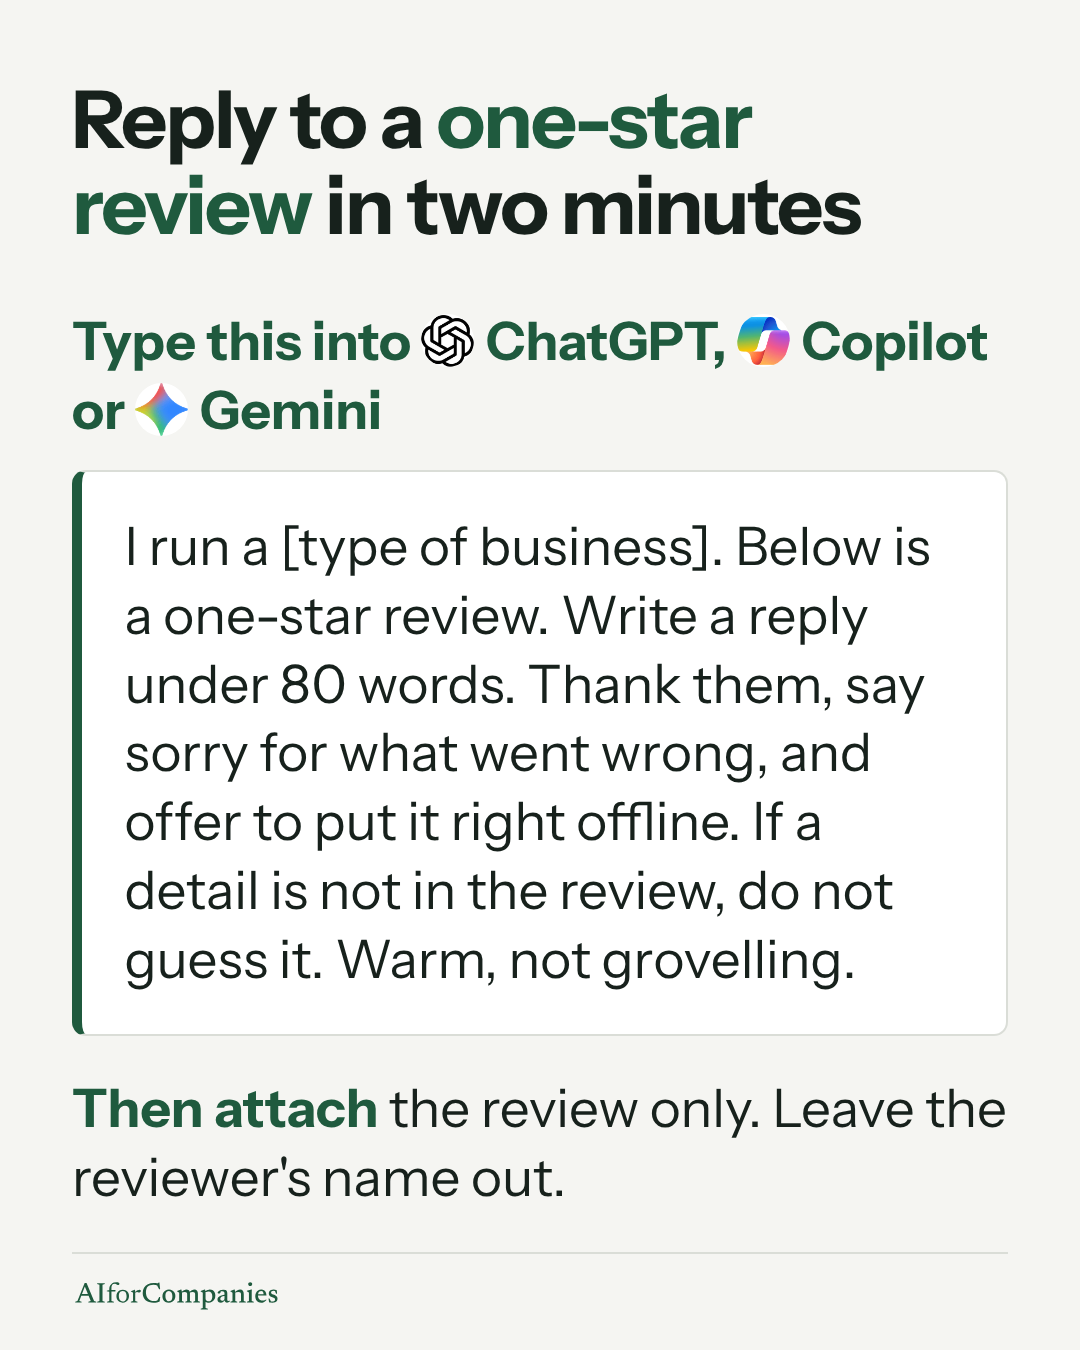 Reply to a one-star
review in two minutes
Type this into ChatGPT, Copilot
or Gemini
I run a [type of business]. Below is
a one-star review. Write a reply
under 80 words. Thank them, say
sorry for what went wrong, and
offer to put it right offline. If a
detail is not in the review, do not
guess it. Warm, not grovelling.
Then attach the review only. Leave the
reviewer's name out.
AIforCompanies